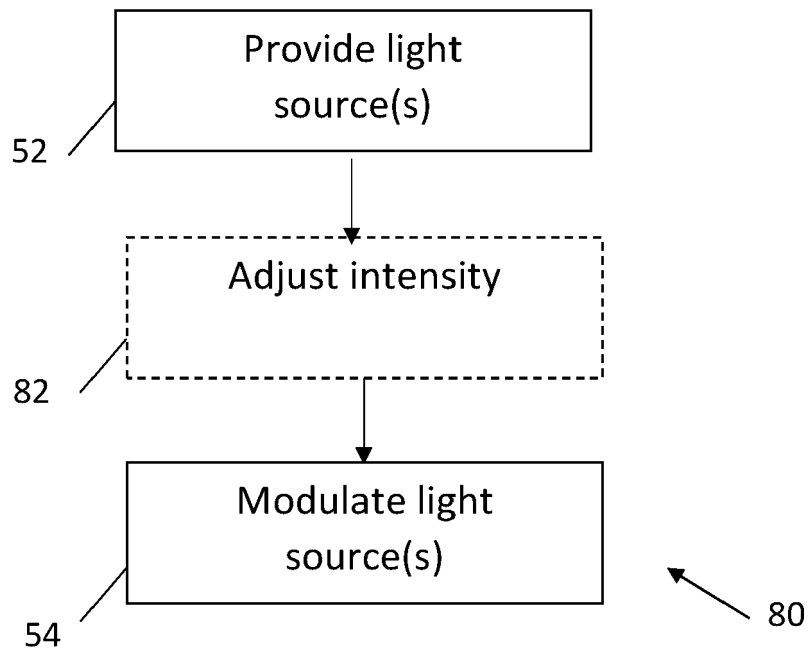 Provide light
source(s)
52
Adjust intensity
82
Modulate light
source(s)
54
80